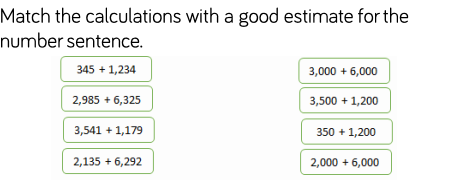 Match the calculations with a good estimate for the
number sentence.
345 + 1,234
3,000 + 6,000
2,985 + 6,325
3,500 + 1,200
3,541 + 1,179
350 + 1,200
2,135 + 6,292
2,000 + 6,000